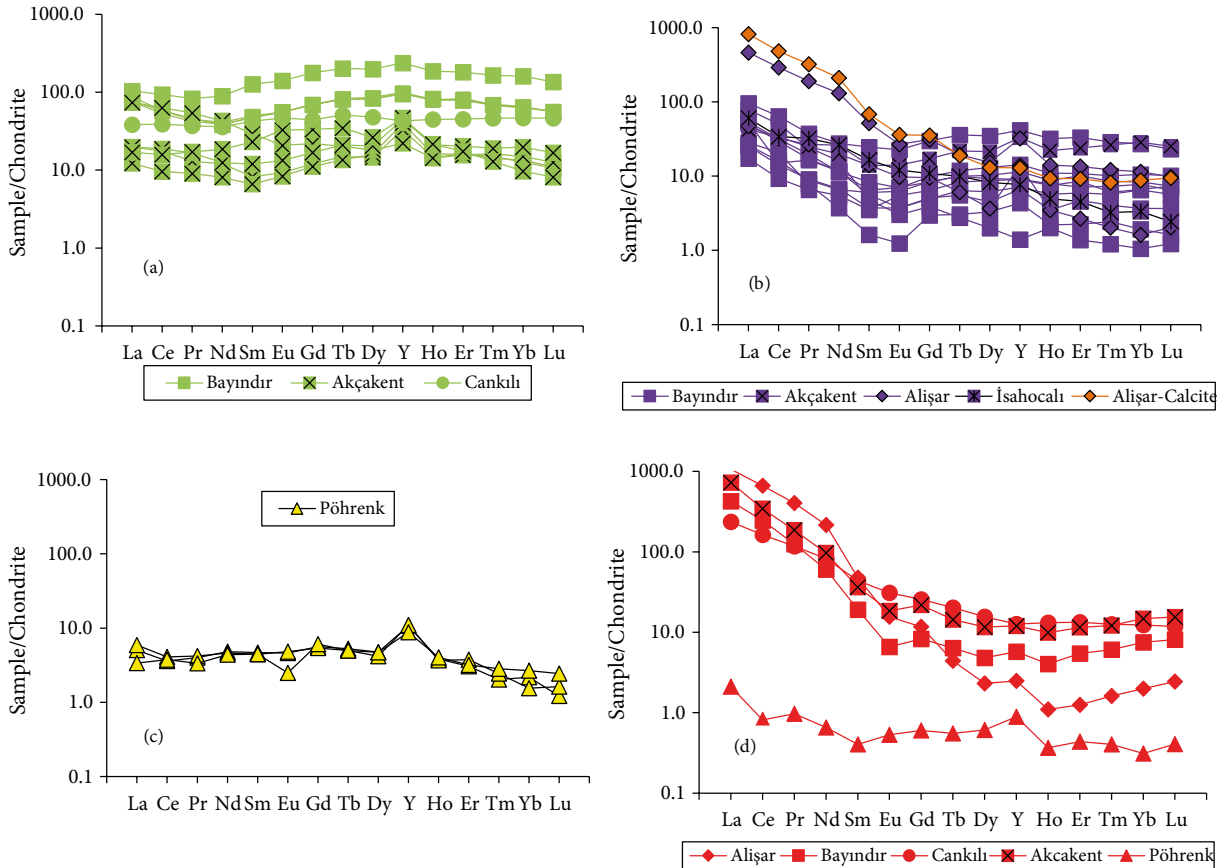 Sample/Chondrite
1000.0
100.0
10.0
1.0
0.1
(a)
La Ce Pr Nd Sm Eu Gd Tb Dy Y Ho Er Tm Yb Lu
Bayındır Akçakent Cankılı
Sample/Chondrite
1000.0
100.0
10.0
1.0
0.1
(b)
La Ce Pr Nd Sm Eu Gd Tb Dy Y Ho Er Tm Yb Lu
Bayındır Akçakent Alişar İsahocalı Alişar-Calcite
Sample/Chondrite
1000.0
100.0
10.0
1.0
0.1
Pöhrenk
(c)
La Ce Pr Nd Sm Eu Gd Tb Dy Y Ho Er Tm Yb Lu
Sample/Chondrite
1000.0
100.0
10.0
1.0
0.1
(d)
La Ce Pr Nd Sm Eu Gd Tb Dy Y Ho Er Tm Yb Lu
Alişar Bayındır Cankılı Akcakent Pöhrenk